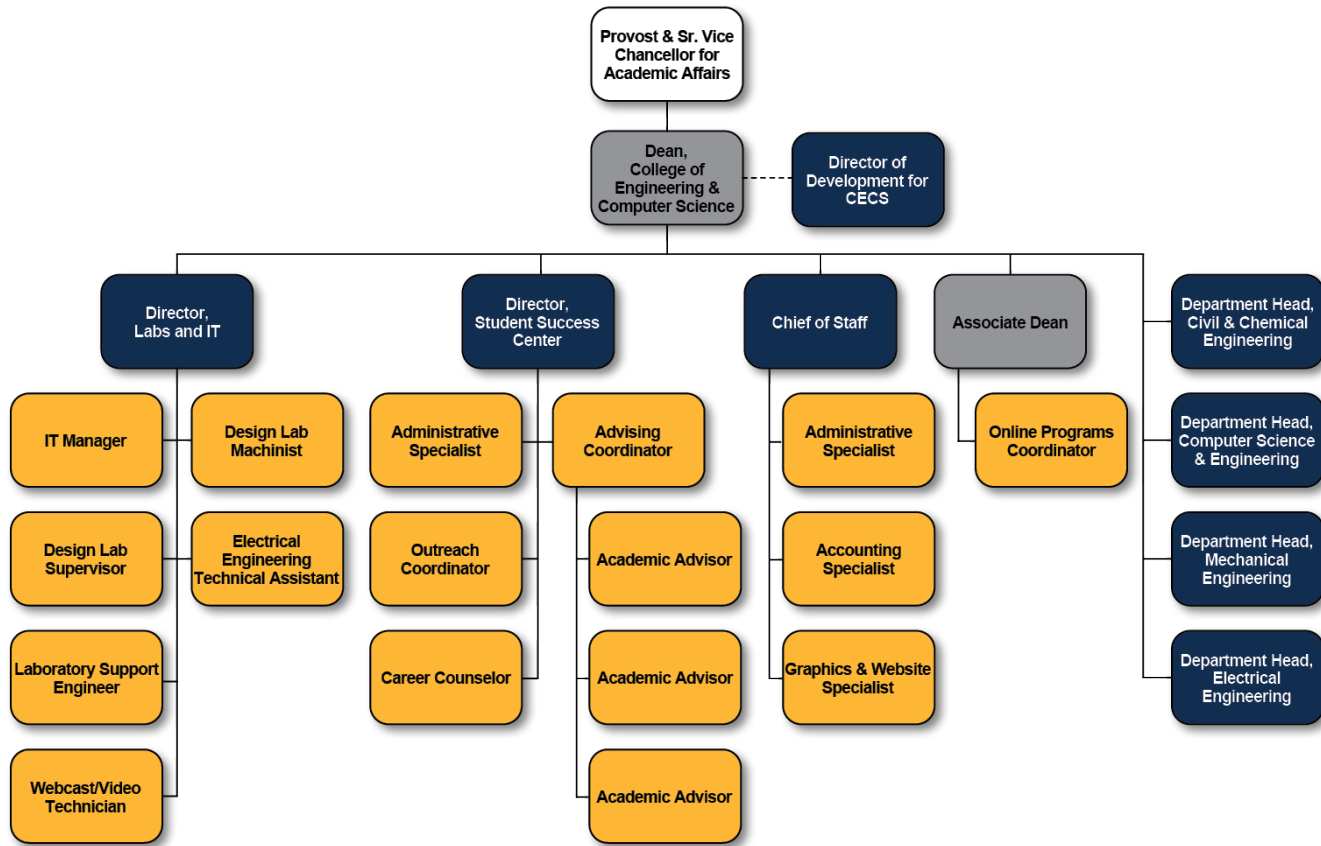 Provost & Sr. Vice
Chancellor for
Academic Affairs
Dean,
College of
Engineering &
Computer Science
Director of
Development for
CECS
Director,
Labs and IT
Director,
Student Success
Center
Chief of Staff
Associate Dean
Department Head,
Civil & Chemical
Engineering
IT Manager
Design Lab
Machinist
Administrative
Specialist
Advising
Coordinator
Administrative
Specialist
Online Programs
Coordinator
Department Head,
Computer Science
& Engineering
Design Lab
Supervisor
Electrical
Engineering
Technical Assistant
Outreach
Coordinator
Academic Advisor
Accounting
Specialist
Department Head,
Mechanical
Engineering
Laboratory Support
Engineer
Career Counselor
Academic Advisor
Graphics & Website
Specialist
Department Head,
Electrical
Engineering
Webcast/Video
Technician
Academic Advisor